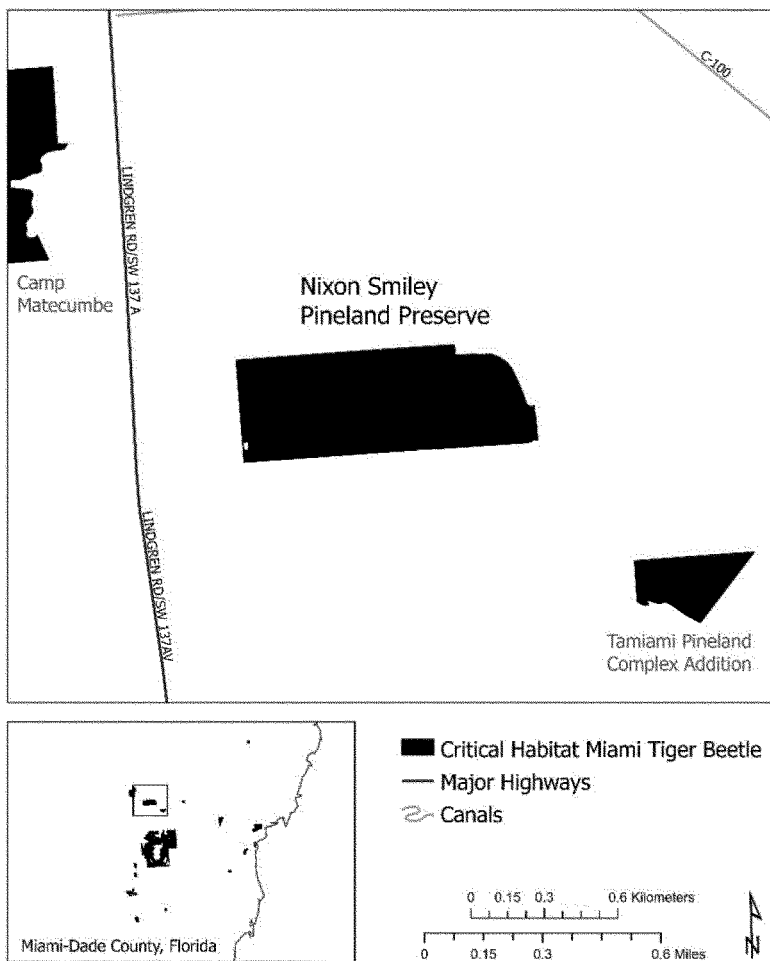 C-100
LINDGREN RD/SW 137 A
Camp
Matecumbe
Nixon Smiley
Pineland Preserve
LINDGREN RD/SW 137AV
Tamiami Pineland
Complex Addition
Miami-Dade County, Florida
Critical Habitat Miami Tiger Beetle
Major Highways
Canals
0 0.15 0.3 0.6 Kilometers
0 0.15 0.3 0.6 Miles
N